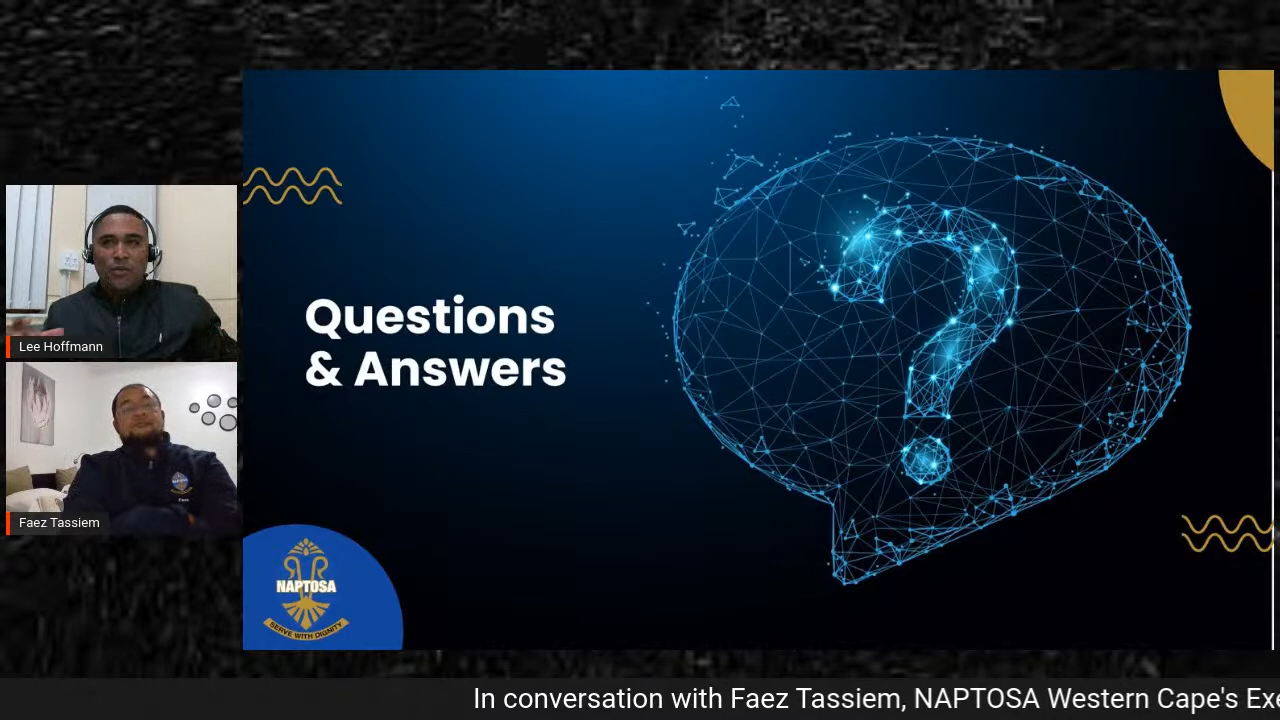 Lee Hoffmann
Faez Tassiem
Questions
& Answers
NAPTOSA
SERVE WITH DIGNITY
In conversation with Faez Tassiem, NAPTOSA Western Cape's Exe